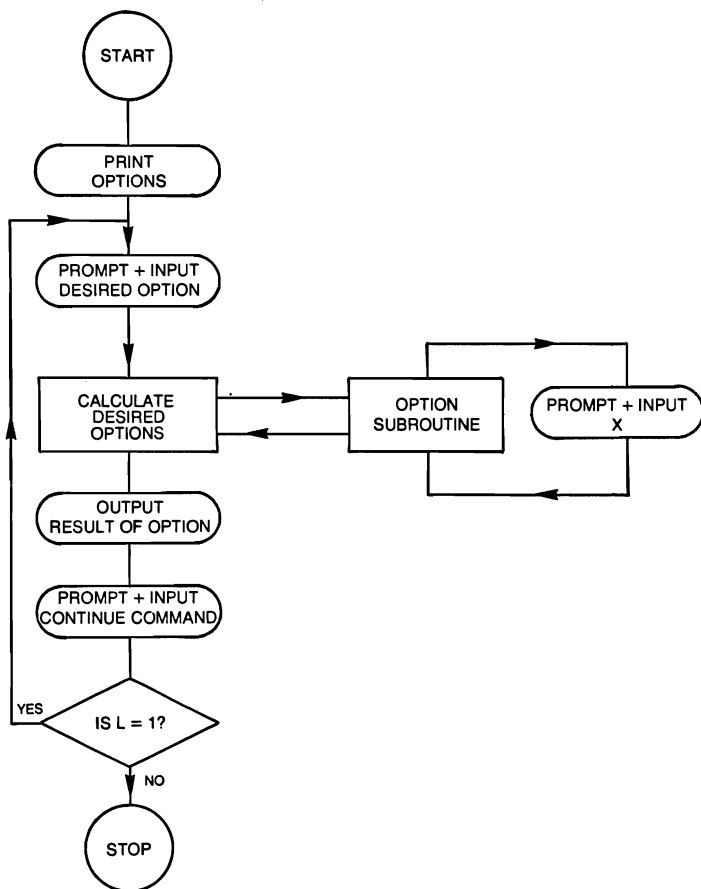 START
PRINT
OPTIONS
PROMPT + INPUT
DESIRED OPTION
CALCULATE
DESIRED
OPTIONS
OPTION
SUBROUTINE
PROMPT + INPUT
X
OUTPUT
RESULT OF OPTION
PROMPT + INPUT
CONTINUE COMMAND
YES
IS L = 1?
NO
STOP